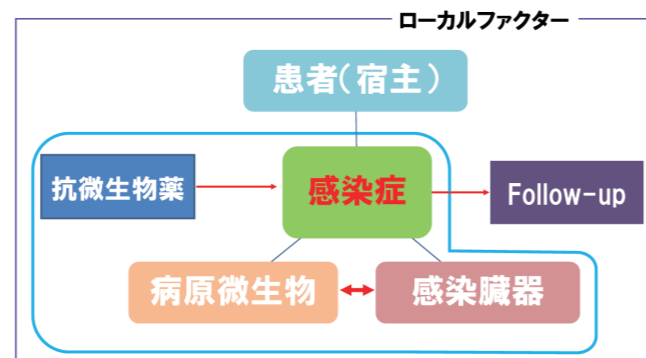 ローカルファクター
患者(宿主)
抗微生物薬
感染症
Follow-up
病原微生物
感染臓器